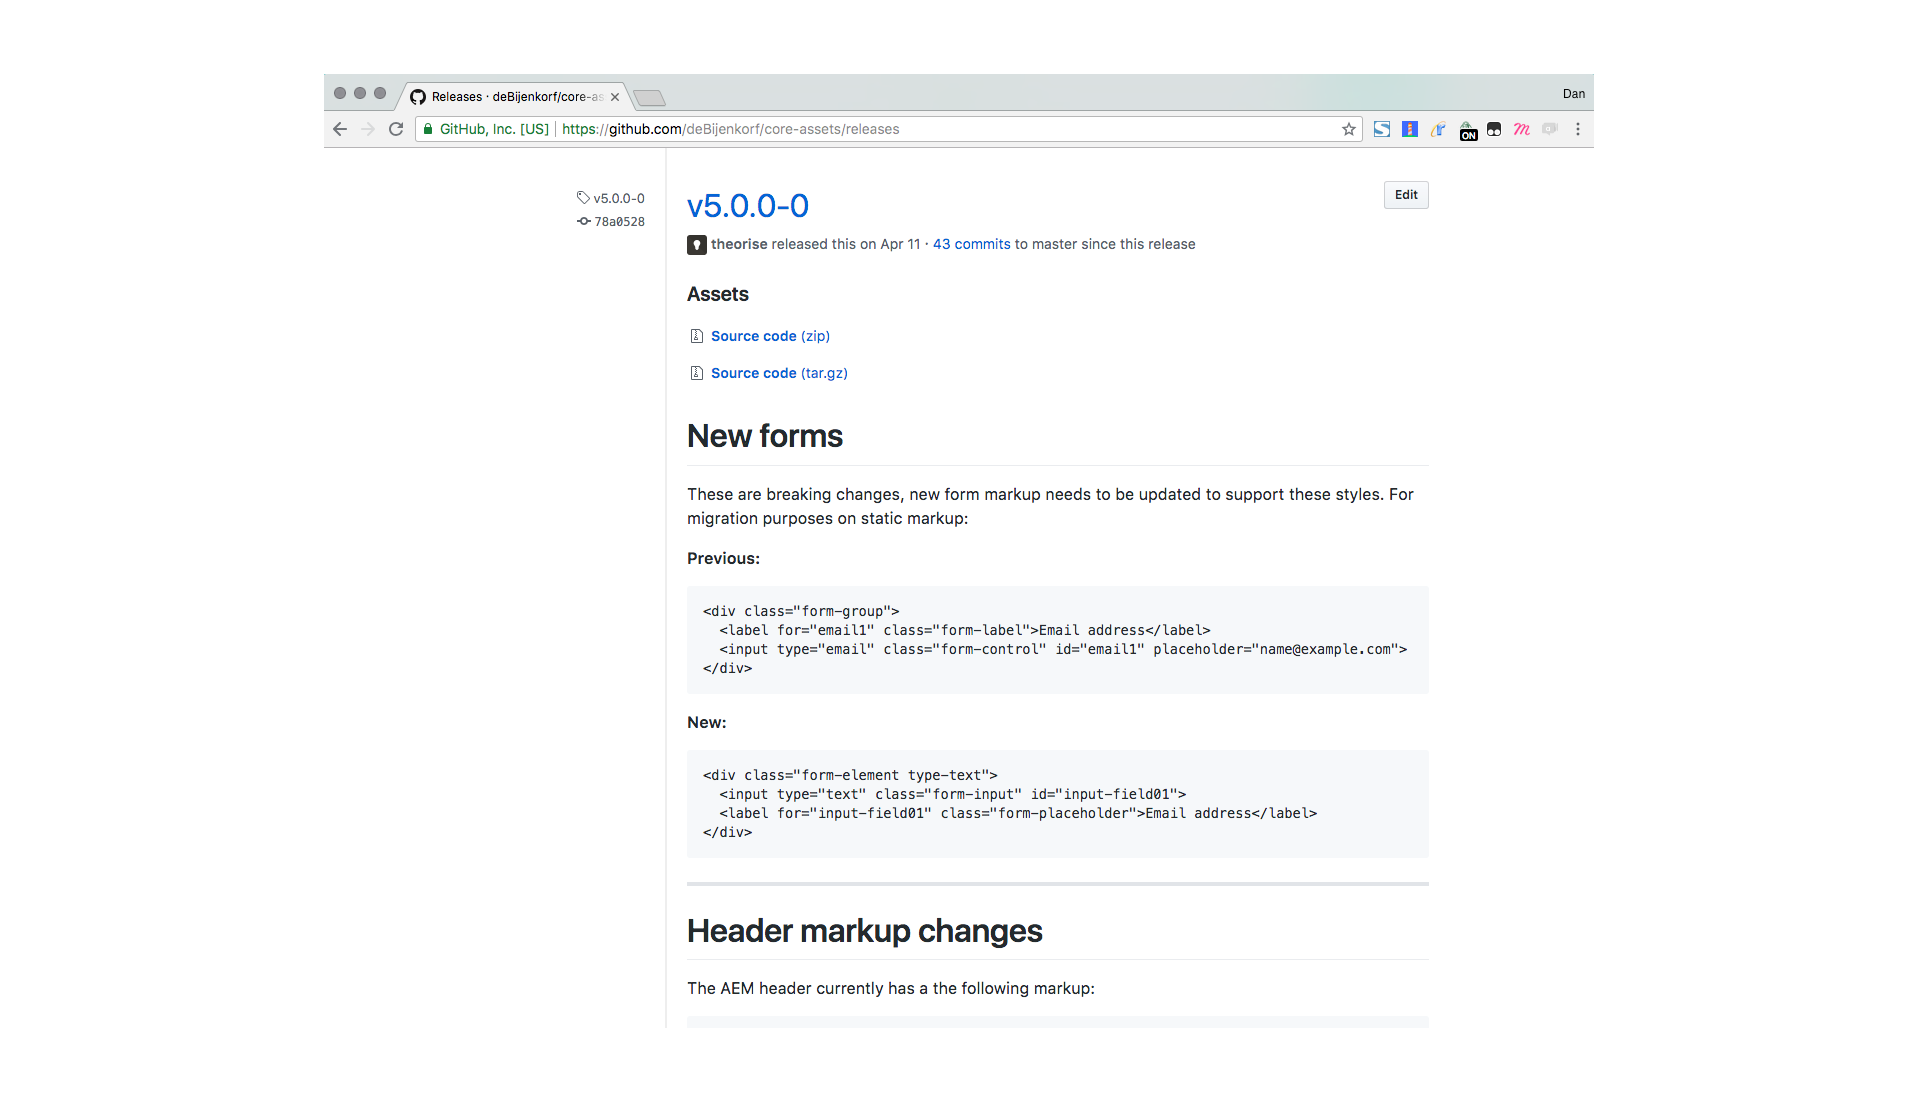 Releases · deBijenkorf/core-as
Dan
GitHub, Inc. [US] https://github.com/deBijenkorf/core-assets/releases
ON
v5.0.0-0
78a0528
v5.0.0-0
Edit
theorise released this on Apr 11 · 43 commits to master since this release
Assets
Source code (zip)
Source code (tar.gz)
New forms
These are breaking changes, new form markup needs to be updated to support these styles. For
migration purposes on static markup:
Previous:
<div class="form-group">
  <label for="email1" class="form-label">Email address</label>
  <input type="email" class="form-control" id="email1" placeholder="name@example.com">
</div>
New:
<div class="form-element type-text">
  <input type="text" class="form-input" id="input-field01">
  <label for="input-field01" class="form-placeholder">Email address</label>
</div>
Header markup changes
The AEM header currently has a the following markup: